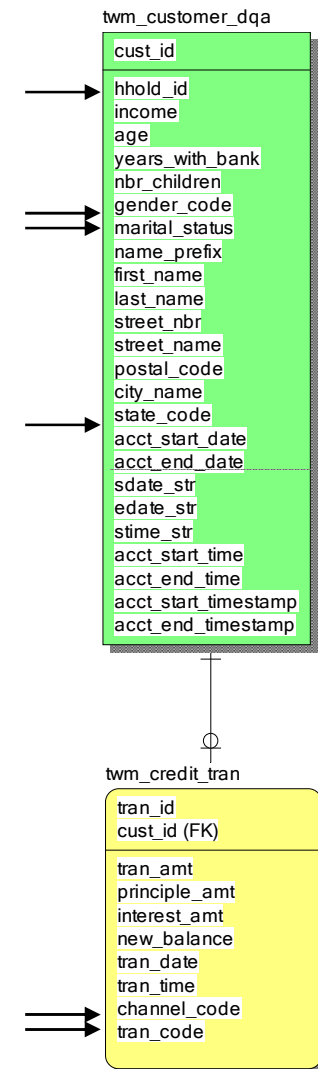 twm_customer_dqa
cust_id
hhold_id
income
age
years_with_bank
nbr_children
gender_code
marital_status
name_prefix
first_name
last_name
street_nbr
street_name
postal_code
city_name
state_code
acct_start_date
acct_end_date
sdate_str
edate_str
stime_str
acct_start_time
acct_end_time
acct_start_timestamp
acct_end_timestamp
twm_credit_tran
tran_id
cust_id (FK)
tran_amt
principle_amt
interest_amt
new_balance
tran_date
tran_time
channel_code
tran_code